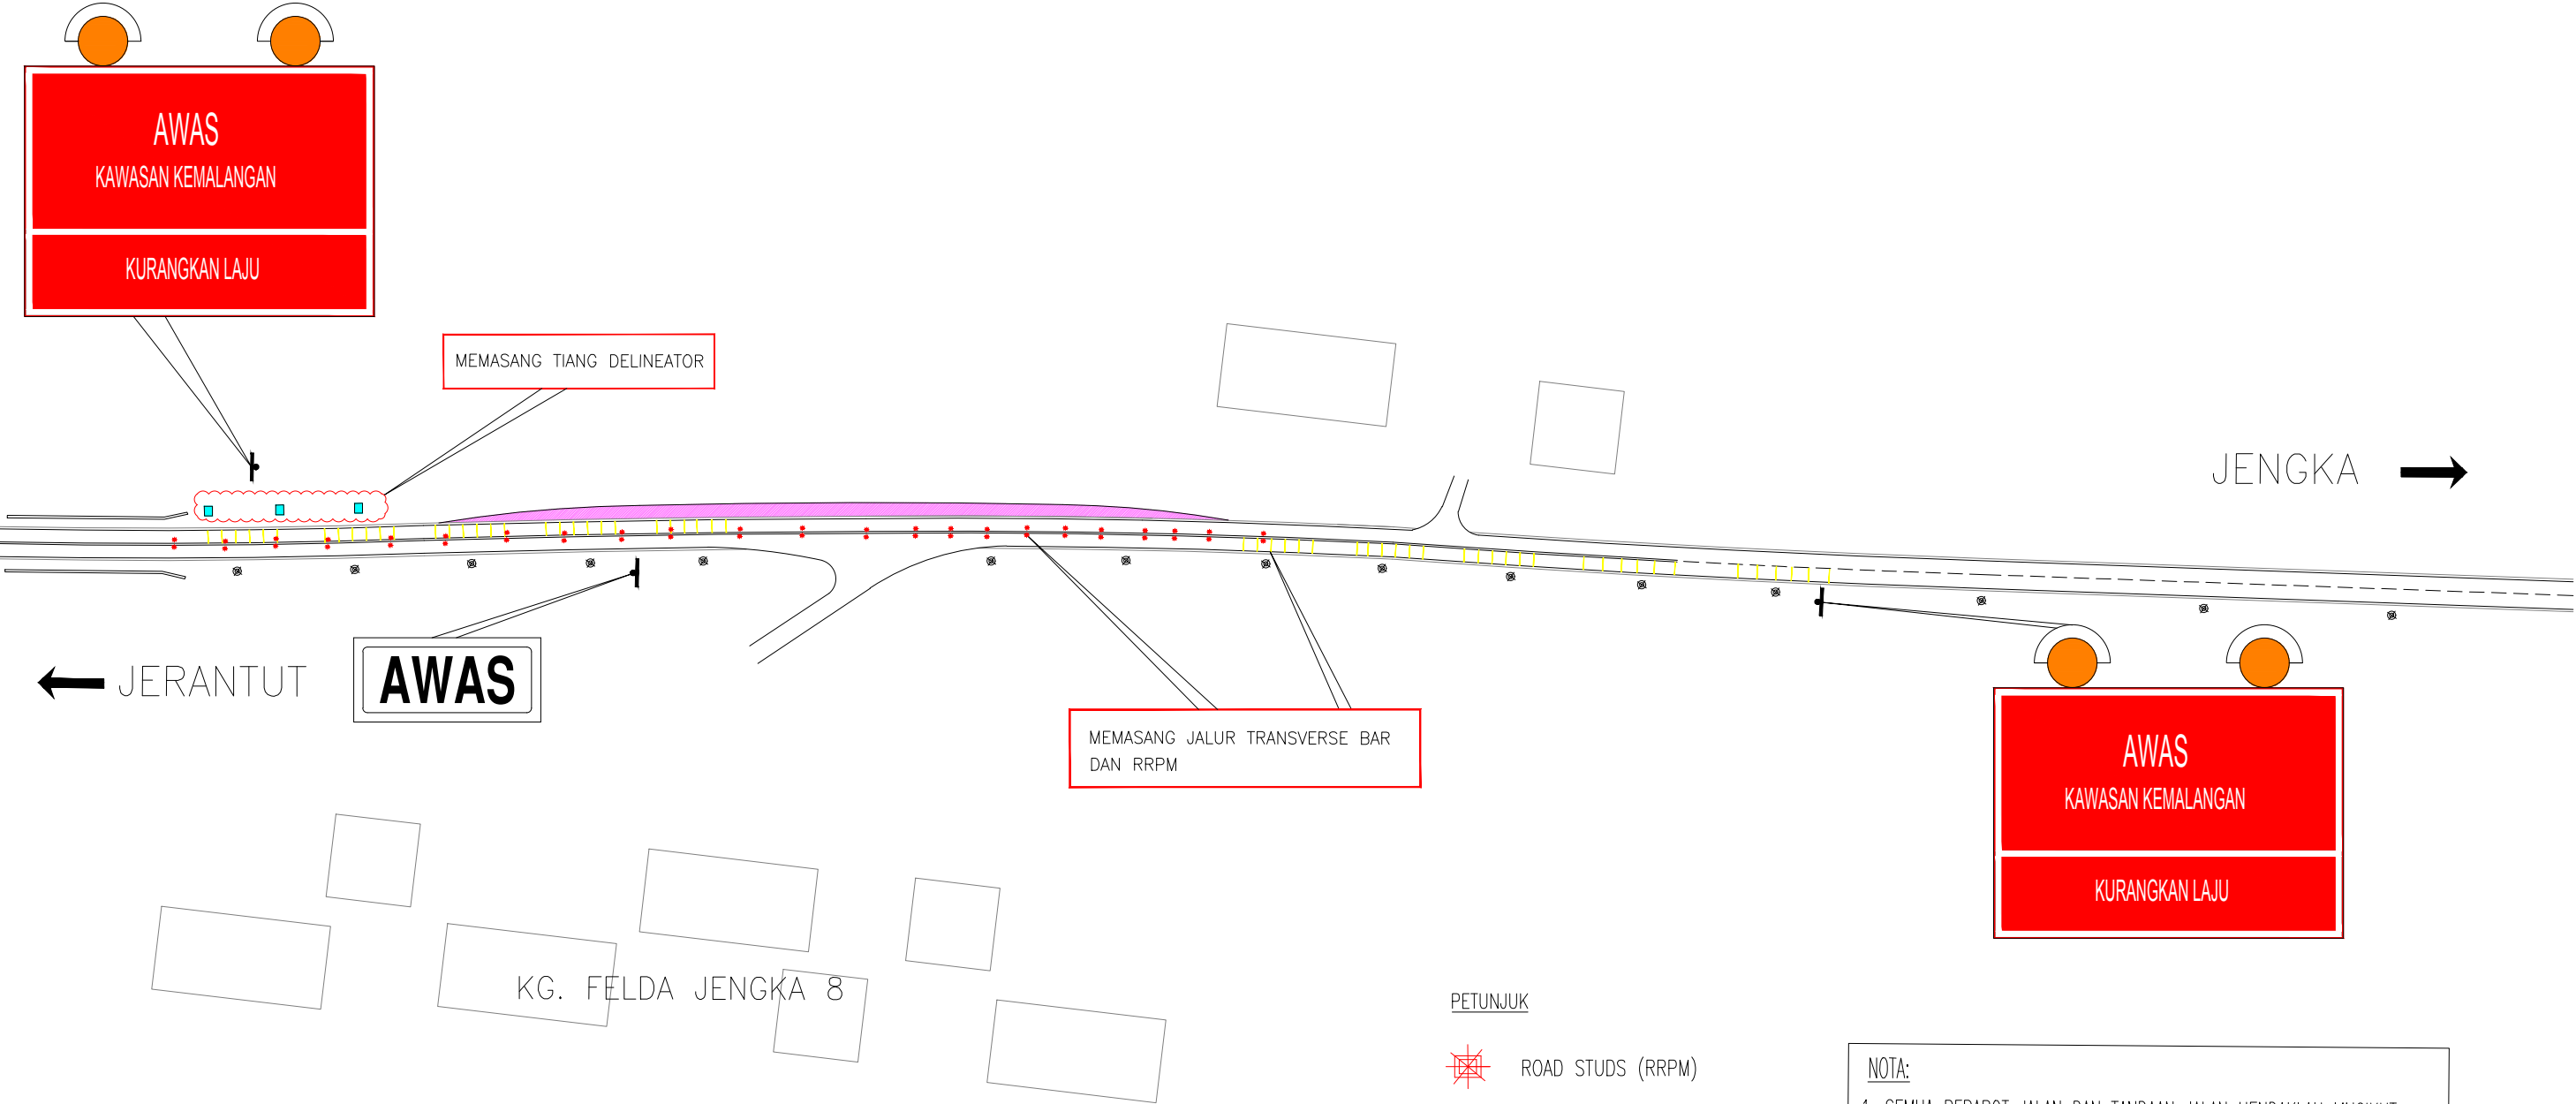 AWAS
KAWASAN KEMALANGAN
KURANGKAN LAJU
MEMASANG TIANG DELINEATOR
JENGKA
JERANTUT
AWAS
MEMASANG JALUR TRANSVERSE BAR
DAN RRPM
AWAS
KAWASAN KEMALANGAN
KURANGKAN LAJU
KG. FELDA JENGKA 8
PETUNJUK
ROAD STUDS (RRPM)
NOTA: